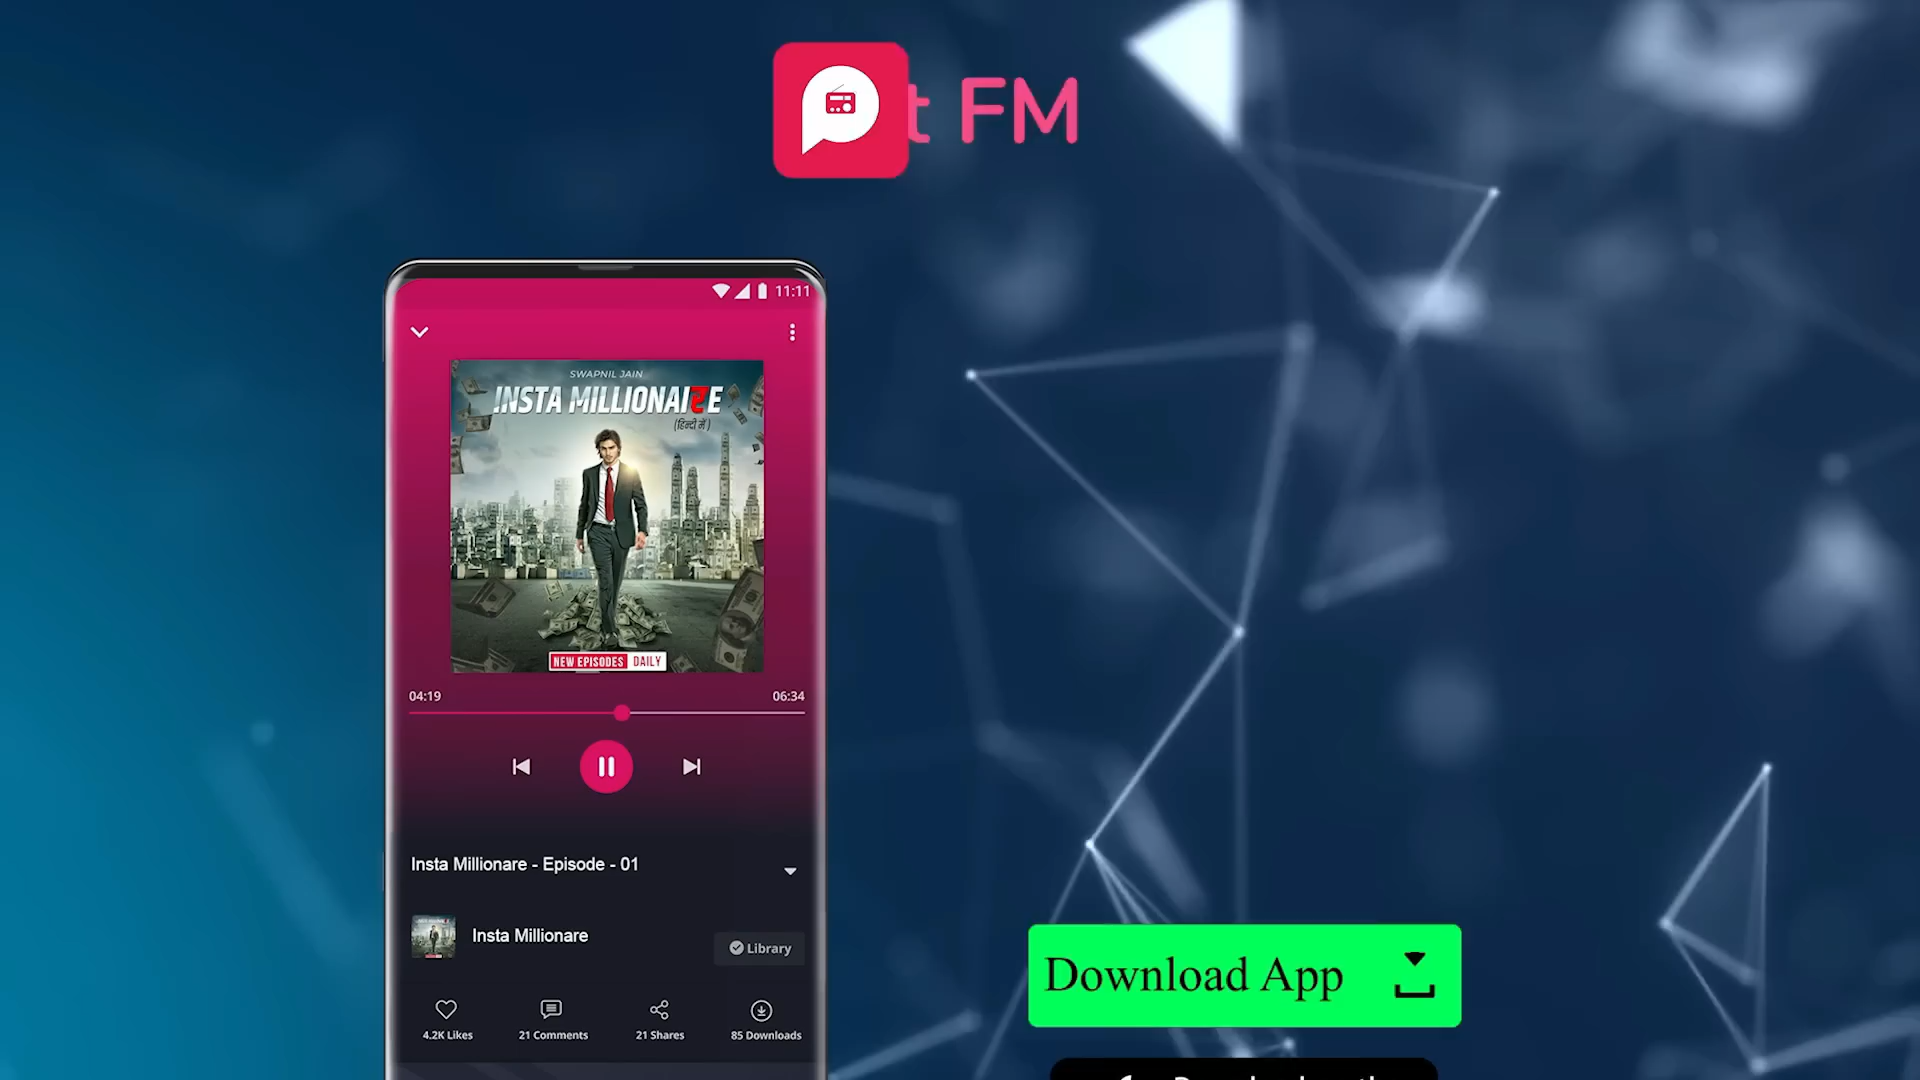 t FM
11:11
SWAPNIL JAIN
INSTA MILLIONAIRE
(हिन्दी में)
NEW EPISODES DAILY
04:19 06:34
Insta Millionare - Episode - 01
Insta Millionare
Library
4.2K Likes 21 Comments 21 Shares 85 Downloads
Download App